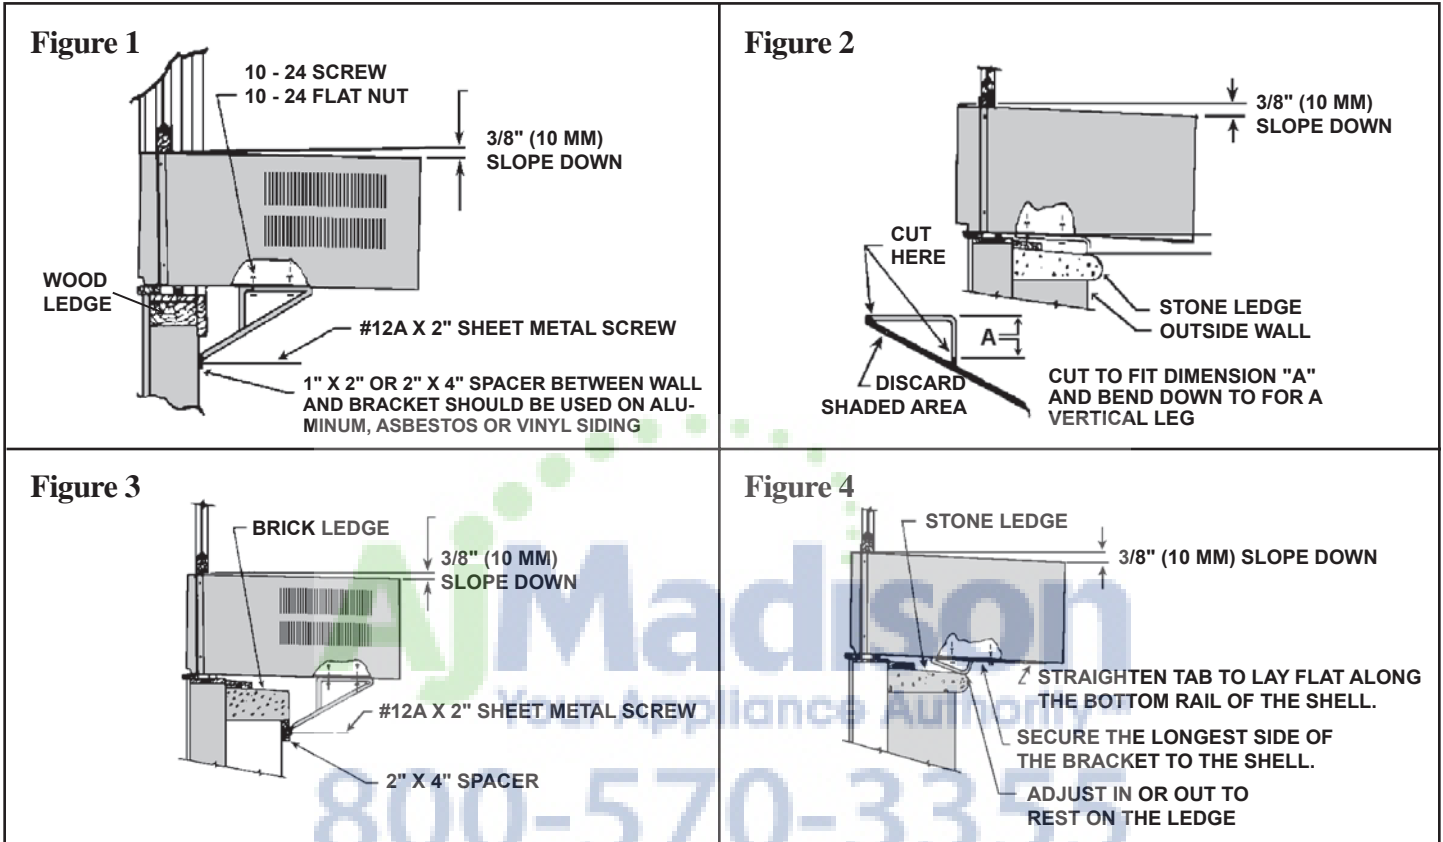 Figure 1
10 - 24 SCREW
10 - 24 FLAT NUT
3/8" (10 MM)
SLOPE DOWN
WOOD
LEDGE
#12A X 2" SHEET METAL SCREW
1" X 2" OR 2" X 4" SPACER BETWEEN WALL
AND BRACKET SHOULD BE USED ON ALU-
MINUM, ASBESTOS OR VINYL SIDING
Figure 2
3/8" (10 MM)
SLOPE DOWN
CUT
HERE
STONE LEDGE
OUTSIDE WALL
A
DISCARD
SHADED AREA
CUT TO FIT DIMENSION "A"
AND BEND DOWN TO FOR A
VERTICAL LEG
Figure 3
BRICK LEDGE
3/8" (10 MM)
SLOPE DOWN
#12A X 2" SHEET METAL SCREW
2" X 4" SPACER
Figure 4
STONE LEDGE
3/8" (10 MM) SLOPE DOWN
STRAIGHTEN TAB TO LAY FLAT ALONG
THE BOTTOM RAIL OF THE SHELL.
SECURE THE LONGEST SIDE OF
THE BRACKET TO THE SHELL.
ADJUST IN OR OUT TO
REST ON THE LEDGE
AjMadison
Your Appliance Authority
800-570-3355